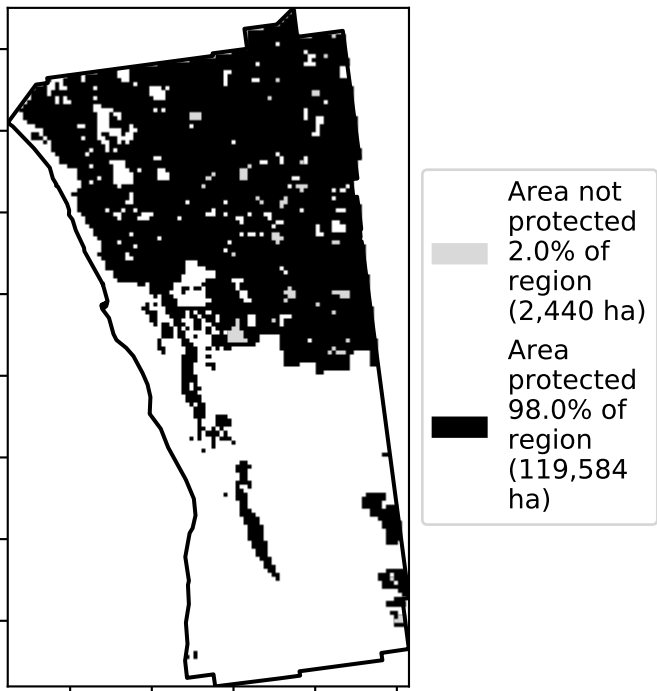 Area not
protected
2.0% of
region
(2,440 ha)
Area
protected
98.0% of
region
(119,584
ha)